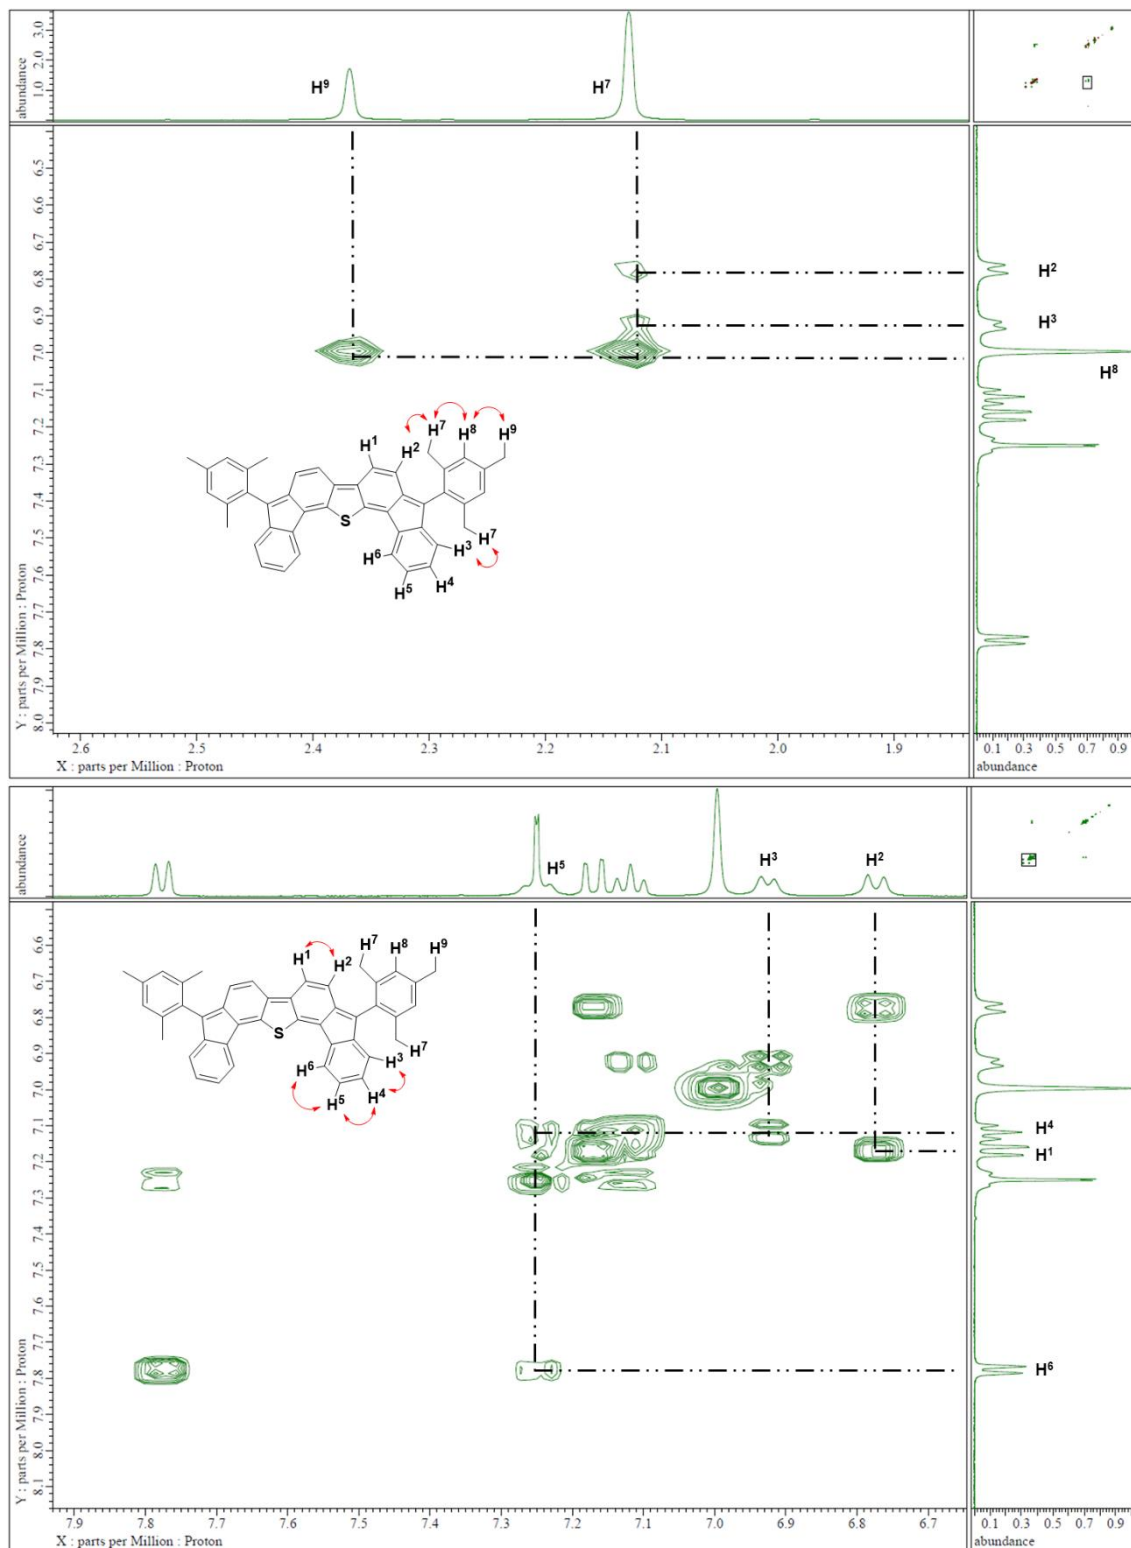 abundance
1.0 2.0 3.0
H⁹
H⁷
Y : parts per Million : Proton
6.5
6.6
6.7
6.8
6.9
7.0
7.1
7.2
7.3
7.4
7.5
7.6
7.7
7.8
7.9
8.0
H²
H³
H⁸
H¹
H²
H⁷
H⁸
H⁹
S
H⁷
H⁶
H³
H⁵
H⁴
2.6 2.5 2.4 2.3 2.2 2.1 2.0 1.9
X : parts per Million : Proton
0.1 0.3 0.5 0.7 0.9
abundance
abundance
H⁵
H³
H²
Y : parts per Million : Proton
6.6
6.7
6.8
6.9
7.0
7.1
7.2
7.3
7.4
7.5
7.6
7.7
7.8
7.9
8.0
8.1
H¹
H²
H⁷
H⁸
H⁹
S
H⁷
H⁶
H³
H⁵
H⁴
H⁴
H¹
H⁶
7.9 7.8 7.7 7.6 7.5 7.4 7.3 7.2 7.1 7.0 6.9 6.8 6.7
X : parts per Million : Proton
0.1 0.3 0.5 0.7 0.9
abundance